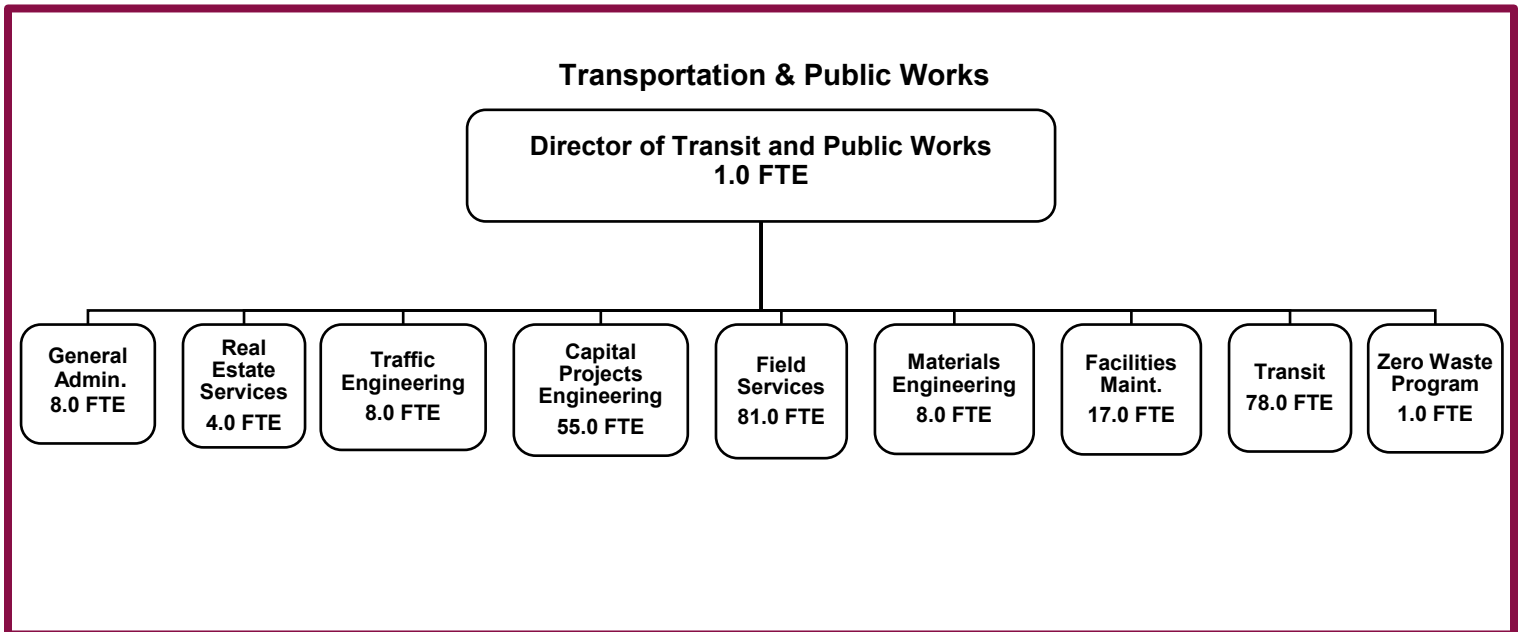 Transportation & Public Works
Director of Transit and Public Works
1.0 FTE
General
Admin.
8.0 FTE
Real
Estate
Services
4.0 FTE
Traffic
Engineering
8.0 FTE
Capital
Projects
Engineering
55.0 FTE
Field
Services
81.0 FTE
Materials
Engineering
8.0 FTE
Facilities
Maint.
17.0 FTE
Transit
78.0 FTE
Zero Waste
Program
1.0 FTE